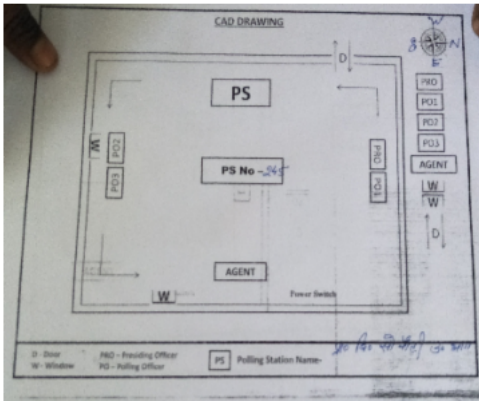 CAD DRAWING
W
S N
E
D
PS
PRO
PO1
PO2
PO3
AGENT
W
W
D
W
PO2
PO3
PS No - 245
PRO
PO1
AGENT
W
Power Switch
D - Door PRO - Presiding Officer
W - Window PO - Polling Officer
PS Polling Station Name-